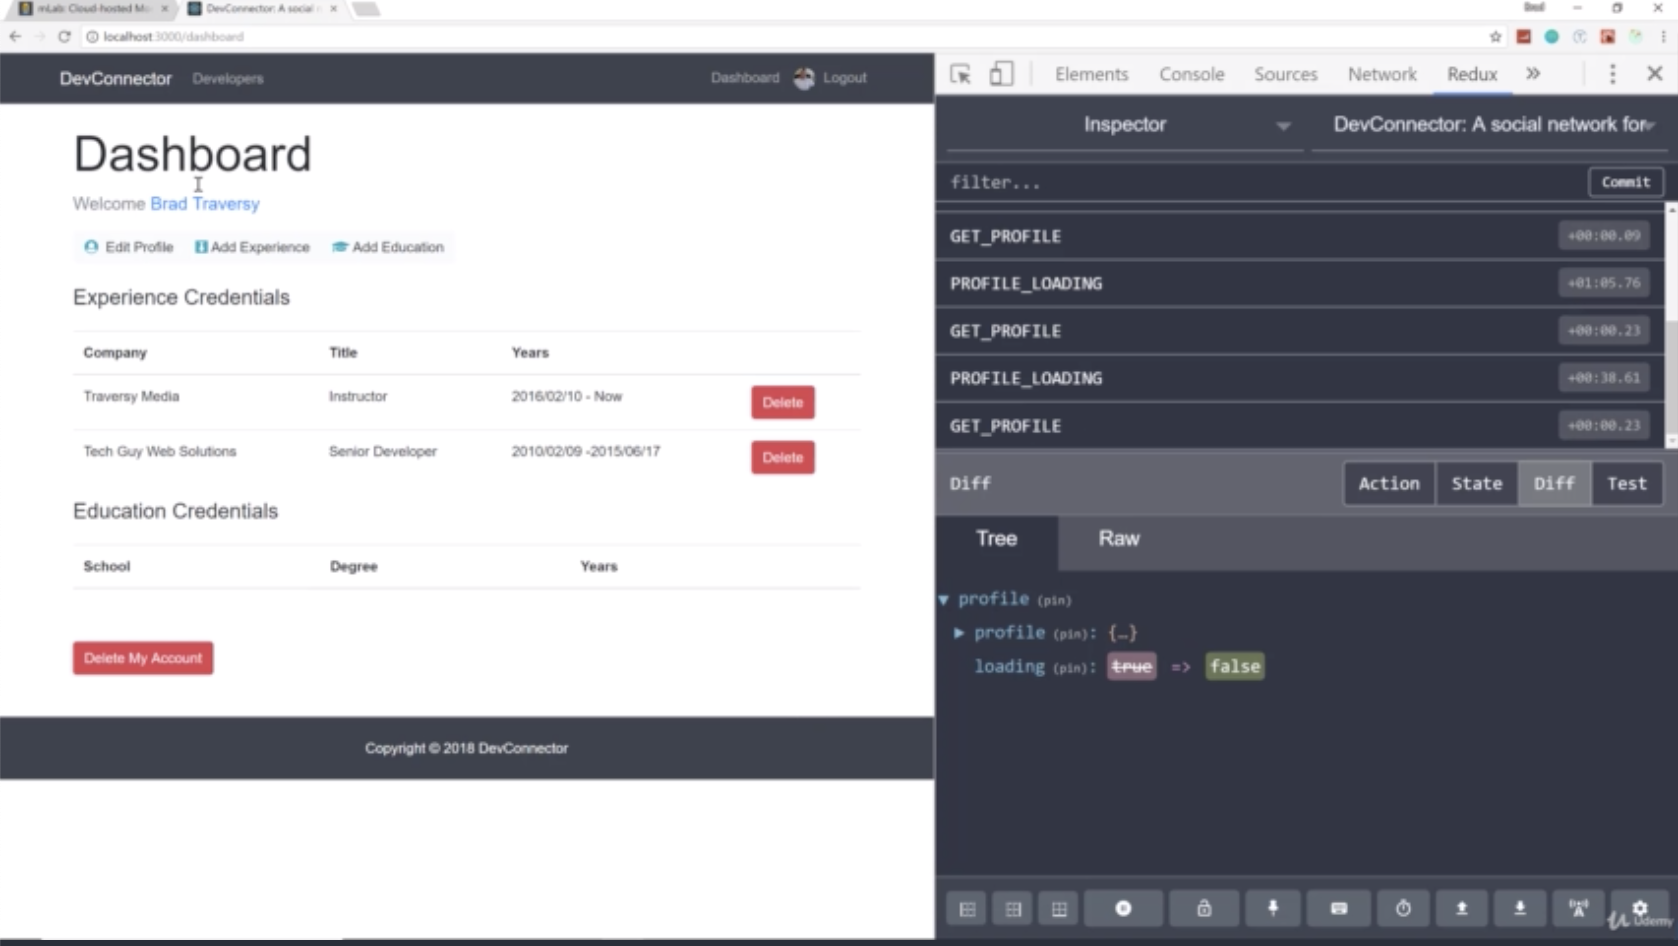 mLab: Cloud-hosted Mo
DevConnector: A social n
localhost:3000/dashboard
DevConnector Developers Dashboard Logout
Dashboard
Welcome Brad Traversy
Edit Profile Add Experience Add Education
Experience Credentials
Company Title Years
Traversy Media Instructor 2016/02/10 - Now Delete
Tech Guy Web Solutions Senior Developer 2010/02/09 -2015/06/17 Delete
Education Credentials
School Degree Years
Delete My Account
Copyright © 2018 DevConnector
Elements Console Sources Network Redux
Inspector DevConnector: A social network for
filter... Commit
GET_PROFILE +00:00.09
PROFILE_LOADING +01:05.76
GET_PROFILE +00:00.23
PROFILE_LOADING +00:38.61
GET_PROFILE +00:00.23
Diff Action State Diff Test
Tree Raw
profile (pin)
profile (pin): {…}
loading (pin): true => false
Udemy